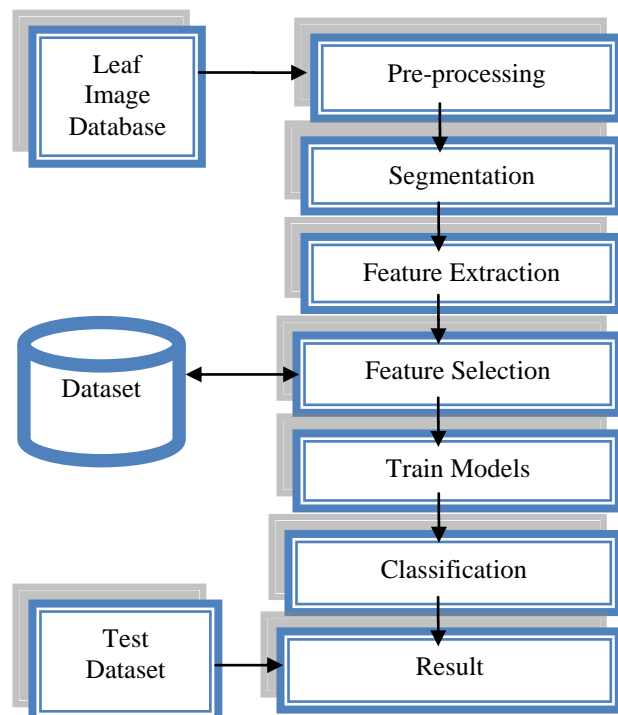 Leaf
Image
Database
Pre-processing
Segmentation
Feature Extraction
Dataset
Feature Selection
Train Models
Classification
Test
Dataset
Result